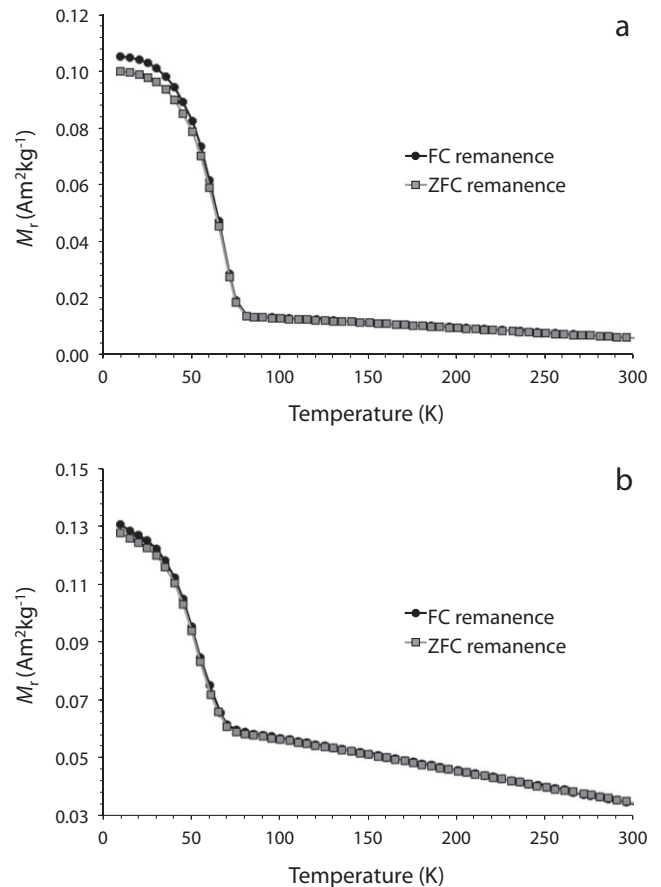 a
0.12
0.10
0.08
0.06
0.04
0.02
0.00
Mr (Am²kg⁻¹)
FC remanence
ZFC remanence
0 50 100 150 200 250 300
Temperature (K)
b
0.15
0.13
0.11
0.09
0.07
0.05
0.03
Mr (Am²kg⁻¹)
FC remanence
ZFC remanence
0 50 100 150 200 250 300
Temperature (K)